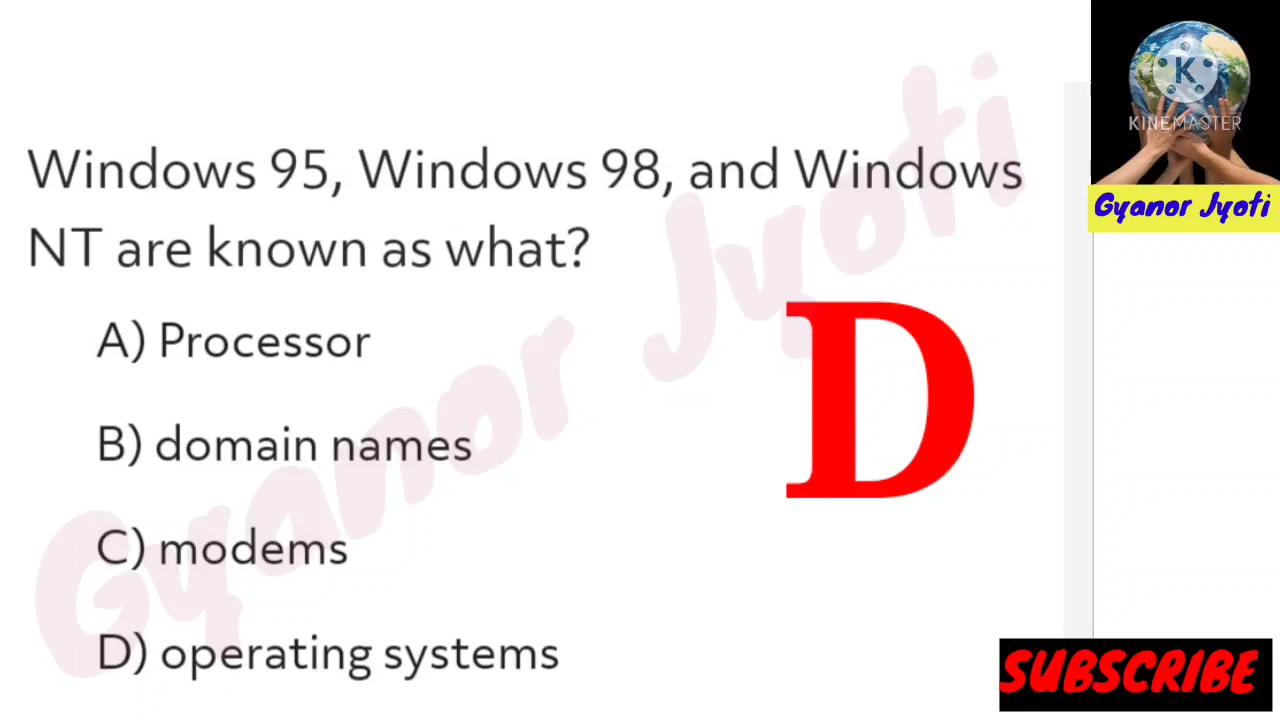 Windows 95, Windows 98, and Windows
NT are known as what?
A) Processor
B) domain names
C) modems
D) operating systems
D
Gyanor Jyoti
K
KINEMASTER
Gyanor Jyoti
SUBSCRIBE